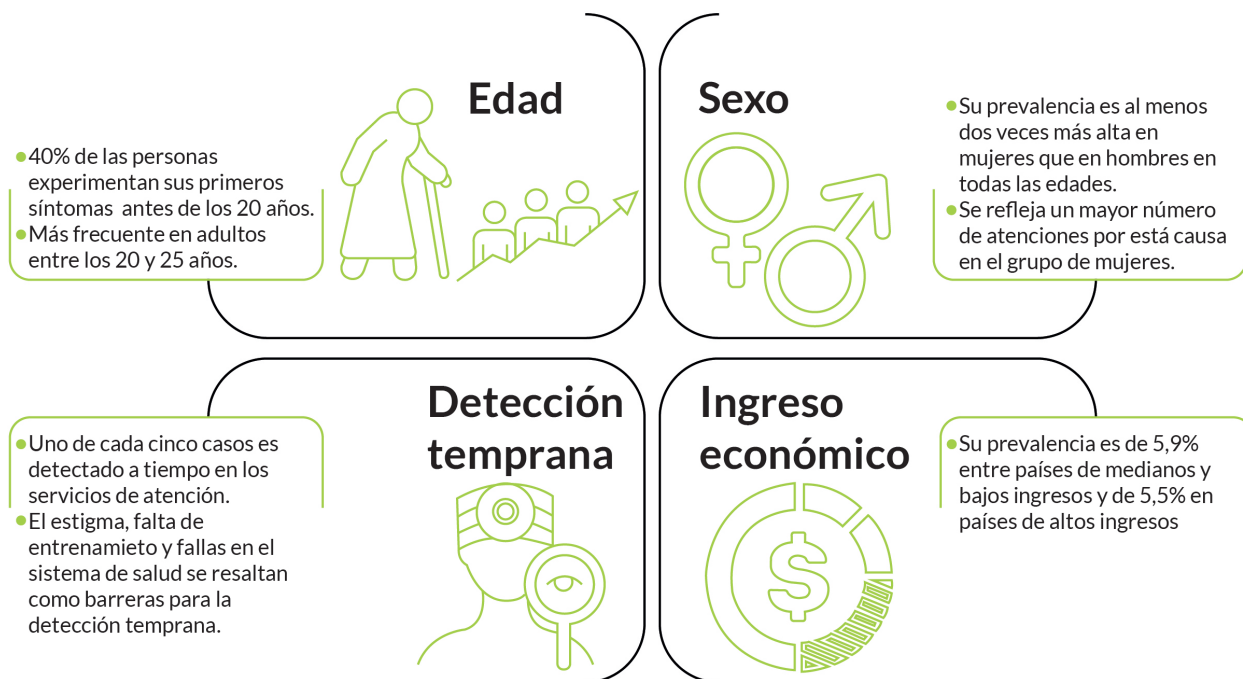 Edad
● 40% de las personas
experimentan sus primeros
síntomas antes de los 20 años.
● Más frecuente en adultos
entre los 20 y 25 años.
Sexo
● Su prevalencia es al menos
dos veces más alta en
mujeres que en hombres en
todas las edades.
● Se refleja un mayor número
de atenciones por está causa
en el grupo de mujeres.
Detección
temprana
● Uno de cada cinco casos es
detectado a tiempo en los
servicios de atención.
● El estigma, falta de
entrenamieto y fallas en el
sistema de salud se resaltan
como barreras para la
detección temprana.
Ingreso
económico
$
● Su prevalencia es de 5,9%
entre países de medianos y
bajos ingresos y de 5,5% en
países de altos ingresos